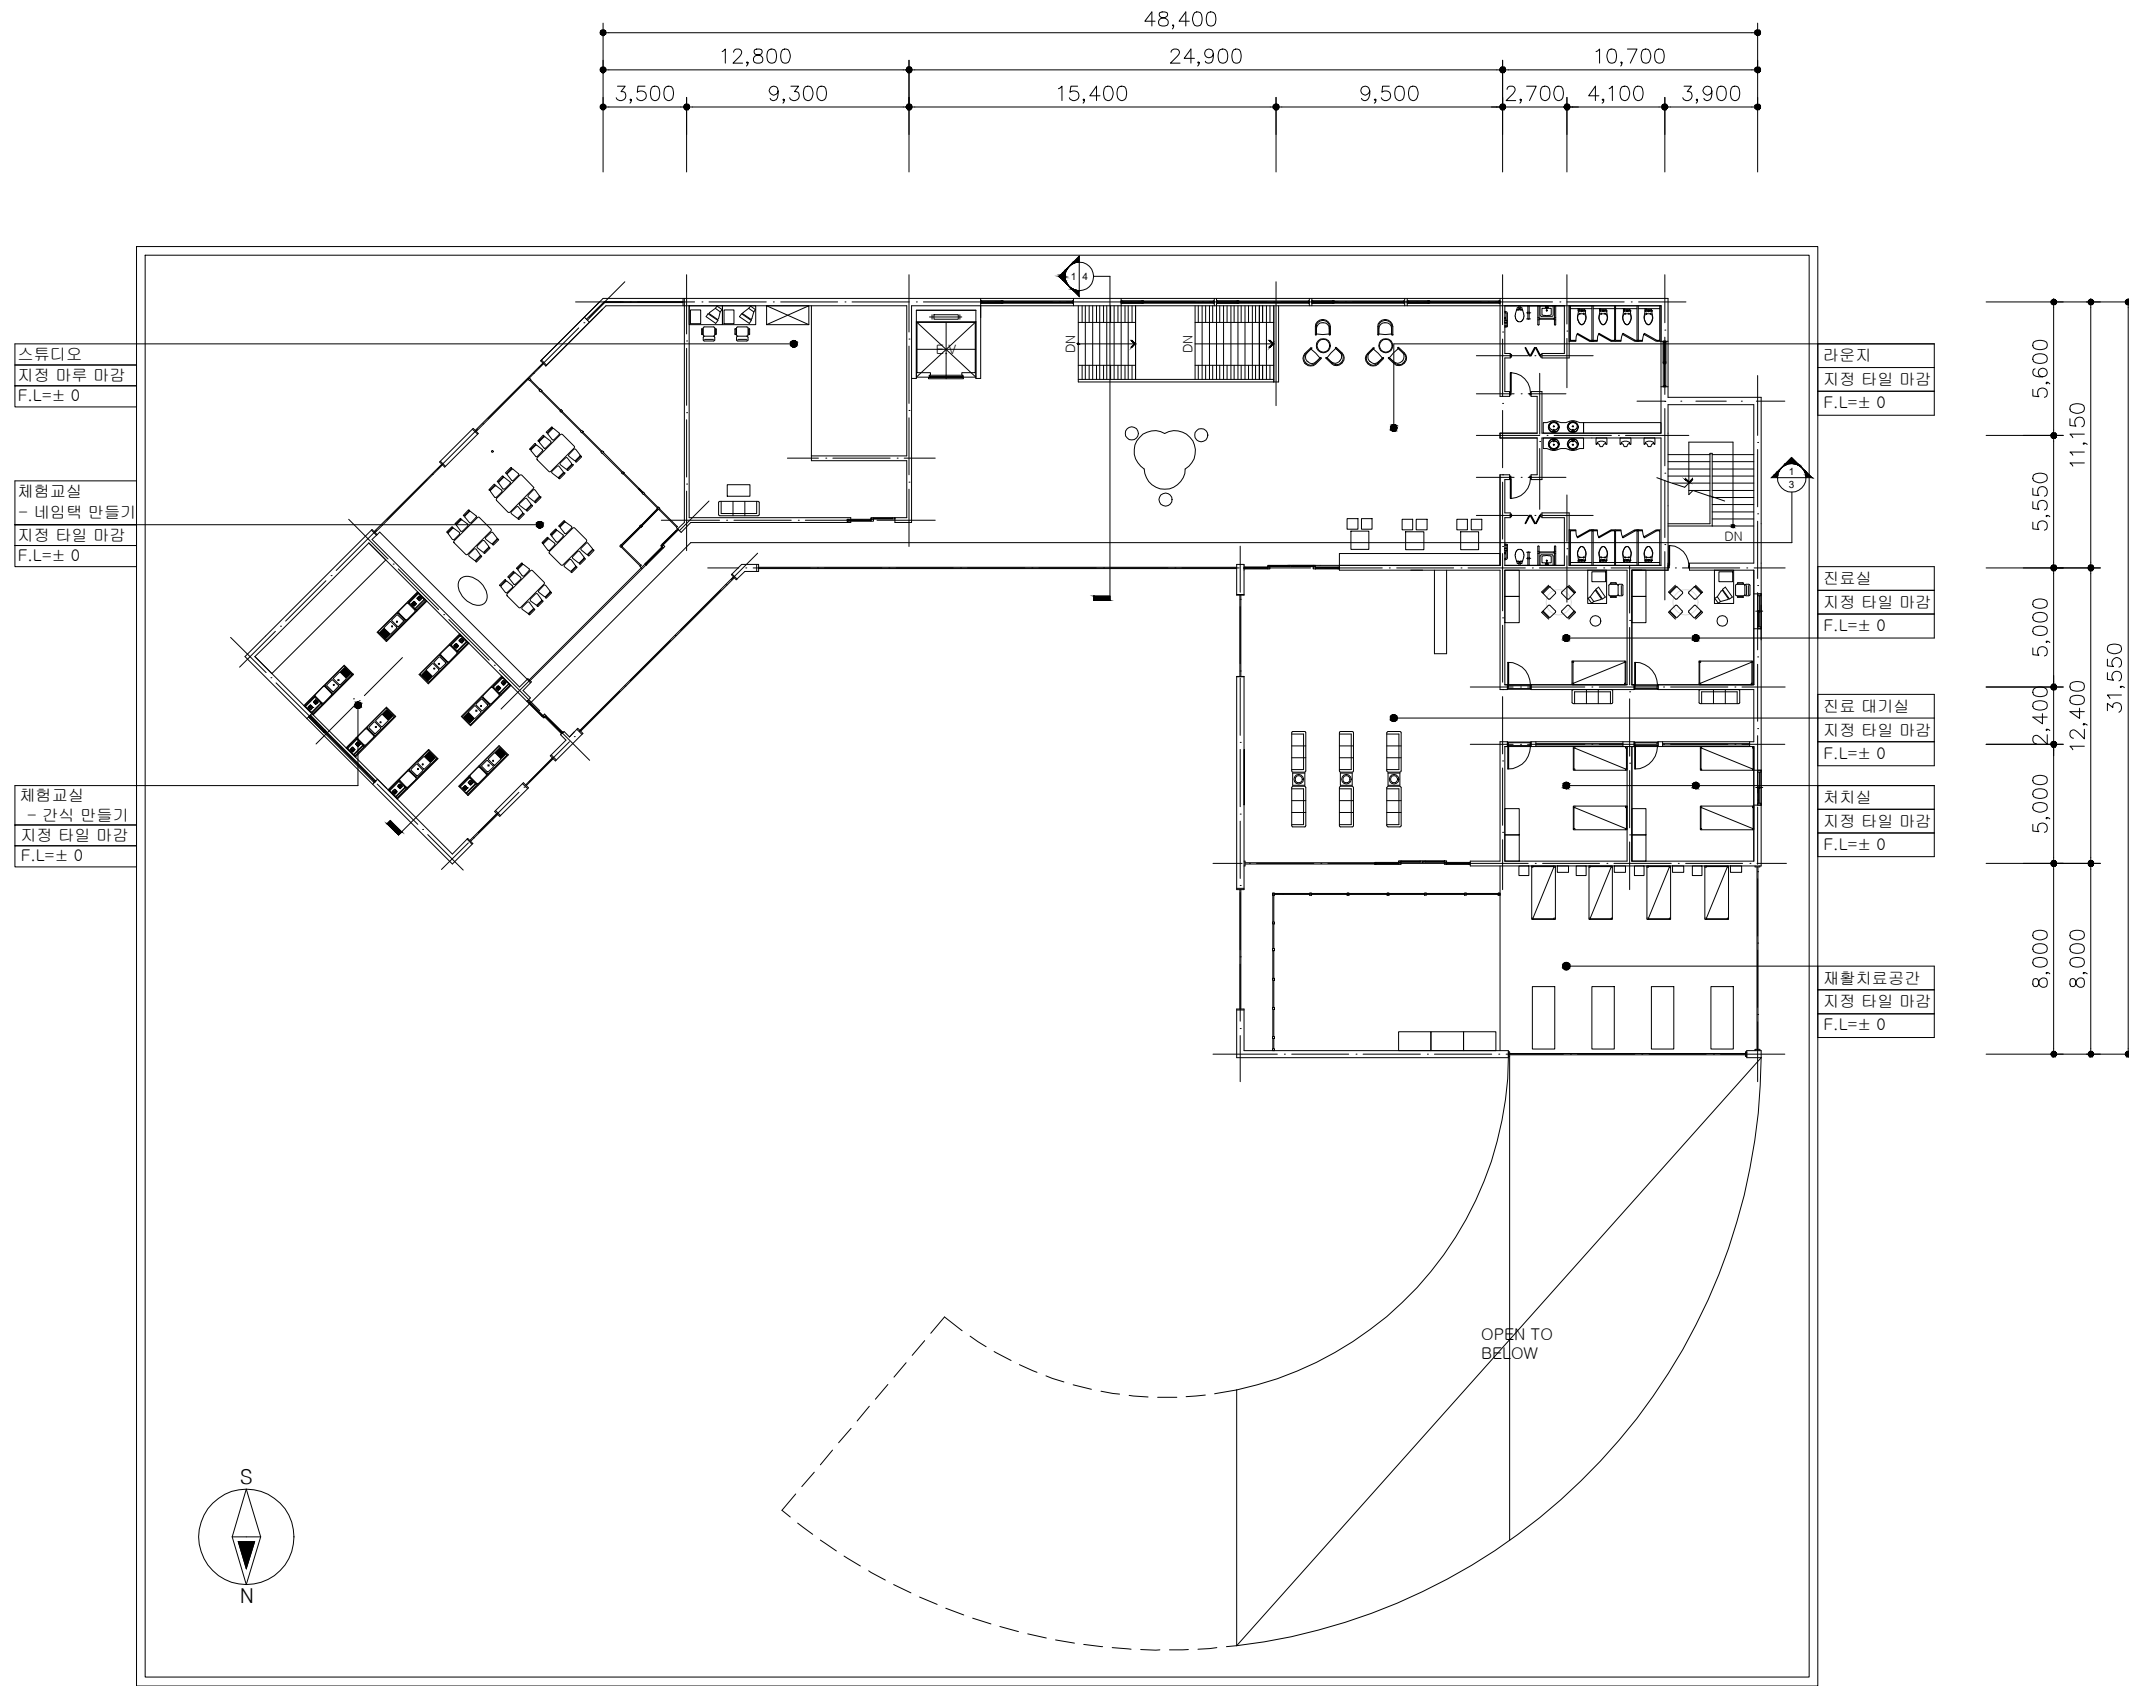 48,400
12,800
24,900
10,700
3,500
9,300
15,400
9,500
2,700
4,100
3,900
1
4
스튜디오
지정 마루 마감
F.L=± 0
체험교실
- 네임택 만들기
지정 타일 마감
F.L=± 0
체험교실
- 간식 만들기
지정 타일 마감
F.L=± 0
DN
DN
DN
1
3
라운지
지정 타일 마감
F.L=± 0
진료실
지정 타일 마감
F.L=± 0
진료 대기실
지정 타일 마감
F.L=± 0
처치실
지정 타일 마감
F.L=± 0
재활치료공간
지정 타일 마감
F.L=± 0
5,600
5,550
11,150
5,000
2,400
5,000
12,400
31,550
8,000
8,000
OPEN TO
BELOW
S
N